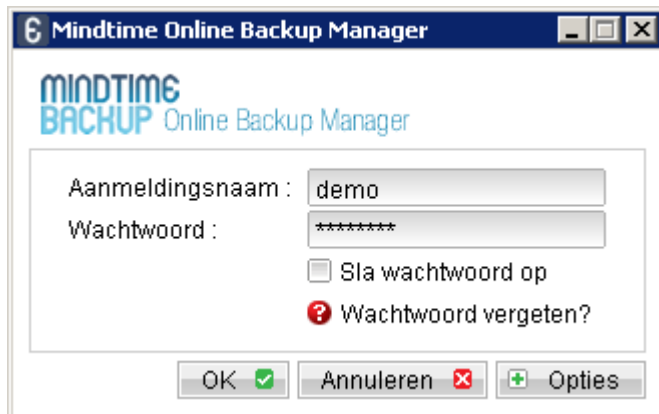 Mindtime Online Backup Manager
MINDTIME
BACKUP Online Backup Manager
Aanmeldingsnaam : demo
Wachtwoord : ********
Sla wachtwoord op
Wachtwoord vergeten?
OK Annuleren Opties